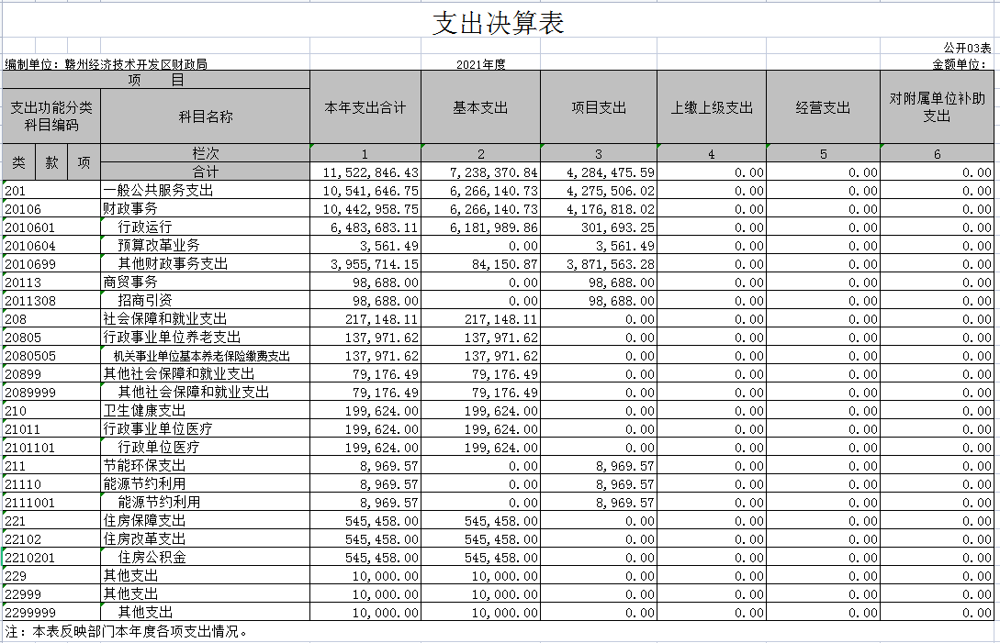 支出决算表
公开03表
编制单位：赣州经济技术开发区财政局 2021年度 金额单位：
项 目 本年支出合计 基本支出 项目支出 上缴上级支出 经营支出 对附属单位补助支出
支出功能分类科目编码 科目名称
类 款 项 栏次 1 2 3 4 5 6
合计 11,522,846.43 7,238,370.84 4,284,475.59 0.00 0.00 0.00
201 一般公共服务支出 10,541,646.75 6,266,140.73 4,275,506.02 0.00 0.00 0.00
20106 财政事务 10,442,958.75 6,266,140.73 4,176,818.02 0.00 0.00 0.00
2010601 行政运行 6,483,683.11 6,181,989.86 301,693.25 0.00 0.00 0.00
2010604 预算改革业务 3,561.49 0.00 3,561.49 0.00 0.00 0.00
2010699 其他财政事务支出 3,955,714.15 84,150.87 3,871,563.28 0.00 0.00 0.00
20113 商贸事务 98,688.00 0.00 98,688.00 0.00 0.00 0.00
2011308 招商引资 98,688.00 0.00 98,688.00 0.00 0.00 0.00
208 社会保障和就业支出 217,148.11 217,148.11 0.00 0.00 0.00 0.00
20805 行政事业单位养老支出 137,971.62 137,971.62 0.00 0.00 0.00 0.00
2080505 机关事业单位基本养老保险缴费支出 137,971.62 137,971.62 0.00 0.00 0.00 0.00
20899 其他社会保障和就业支出 79,176.49 79,176.49 0.00 0.00 0.00 0.00
2089999 其他社会保障和就业支出 79,176.49 79,176.49 0.00 0.00 0.00 0.00
210 卫生健康支出 199,624.00 199,624.00 0.00 0.00 0.00 0.00
21011 行政事业单位医疗 199,624.00 199,624.00 0.00 0.00 0.00 0.00
2101101 行政单位医疗 199,624.00 199,624.00 0.00 0.00 0.00 0.00
211 节能环保支出 8,969.57 0.00 8,969.57 0.00 0.00 0.00
21110 能源节约利用 8,969.57 0.00 8,969.57 0.00 0.00 0.00
2111001 能源节约利用 8,969.57 0.00 8,969.57 0.00 0.00 0.00
221 住房保障支出 545,458.00 545,458.00 0.00 0.00 0.00 0.00
22102 住房改革支出 545,458.00 545,458.00 0.00 0.00 0.00 0.00
2210201 住房公积金 545,458.00 545,458.00 0.00 0.00 0.00 0.00
229 其他支出 10,000.00 10,000.00 0.00 0.00 0.00 0.00
22999 其他支出 10,000.00 10,000.00 0.00 0.00 0.00 0.00
2299999 其他支出 10,000.00 10,000.00 0.00 0.00 0.00 0.00
注：本表反映部门本年度各项支出情况。